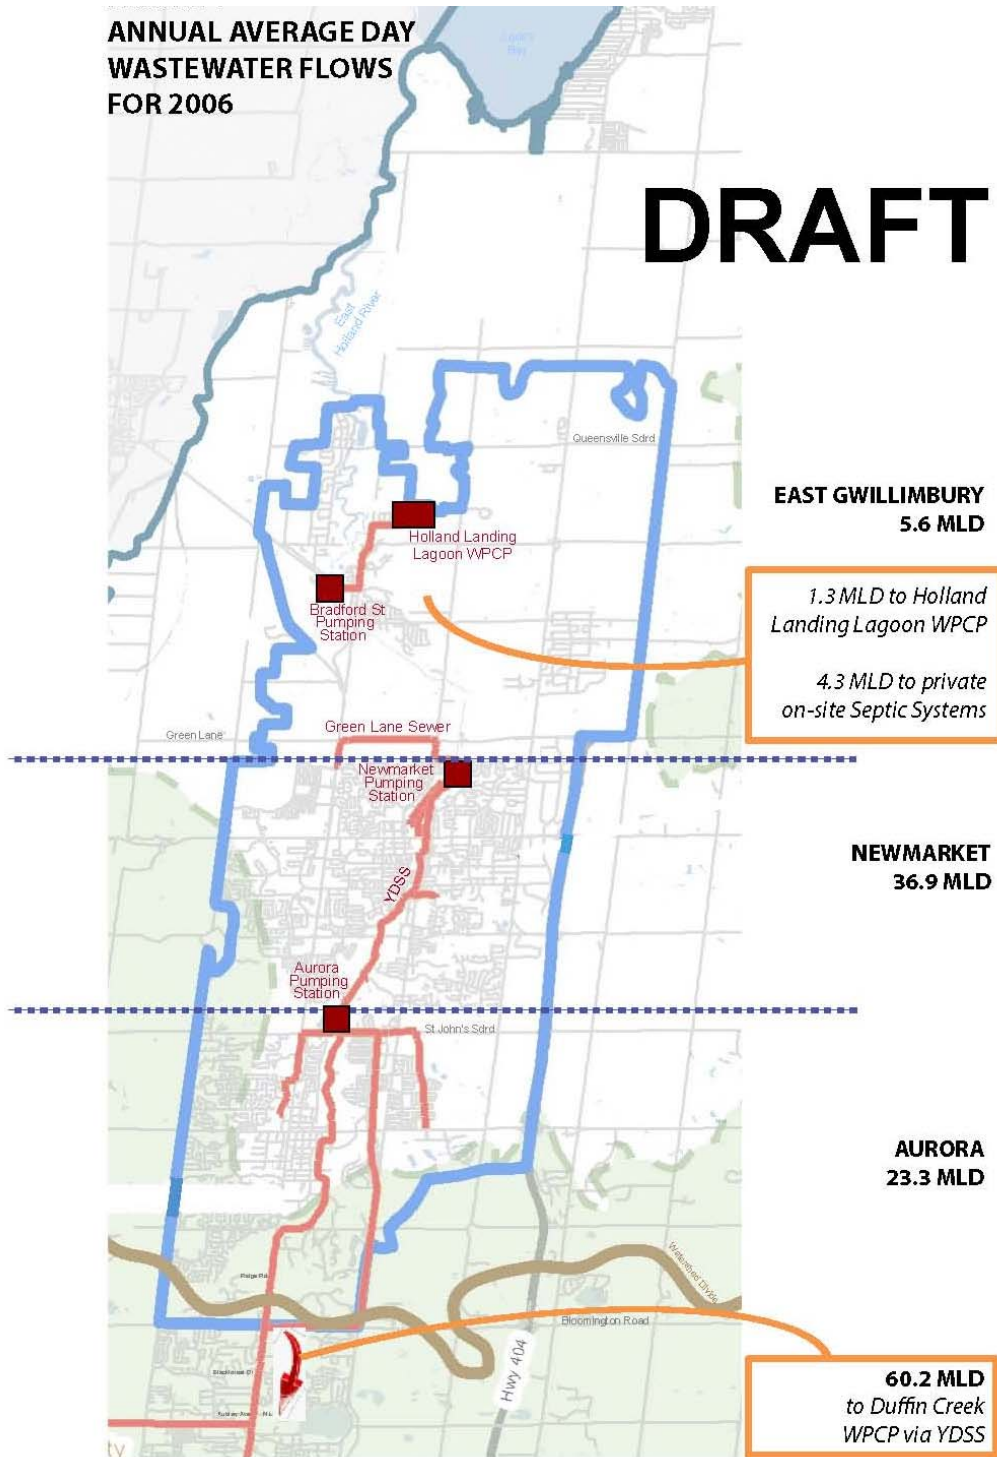 ANNUAL AVERAGE DAY
WASTEWATER FLOWS
FOR 2006
DRAFT
East
Holland River
Queensville Sdrd
EAST GWILLIMBURY
5.6 MLD
Holland Landing
Lagoon WPCP
Bradford St
Pumping
Station
1.3 MLD to Holland
Landing Lagoon WPCP
4.3 MLD to private
on-site Septic Systems
Green Lane
Green Lane Sewer
Newmarket
Pumping
Station
NEWMARKET
36.9 MLD
YDSS
Aurora
Pumping
Station
St John's Sdrd
AURORA
23.3 MLD
Watershed Divide
Bloomington Road
Hwy 404
60.2 MLD
to Duffin Creek
WPCP via YDSS